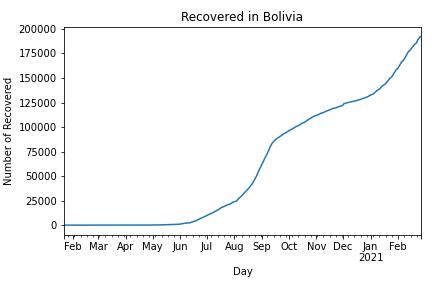 Recovered in Bolivia
Number of Recovered
200000
175000
150000
125000
100000
75000
50000
25000
0
Feb Mar Apr May Jun Jul Aug Sep Oct Nov Dec Jan Feb
2021
Day